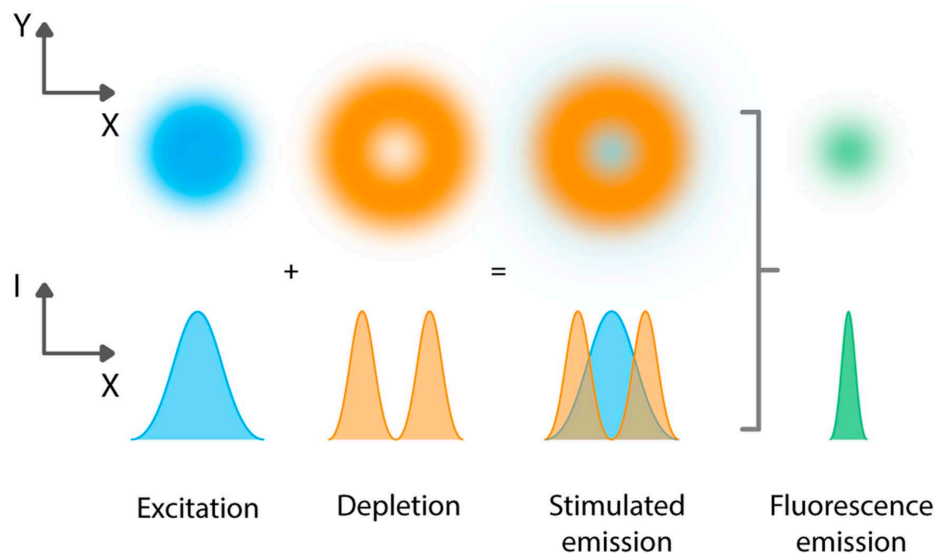 Y
X
+
=
I
X
Excitation
Depletion
Stimulated
emission
Fluorescence
emission